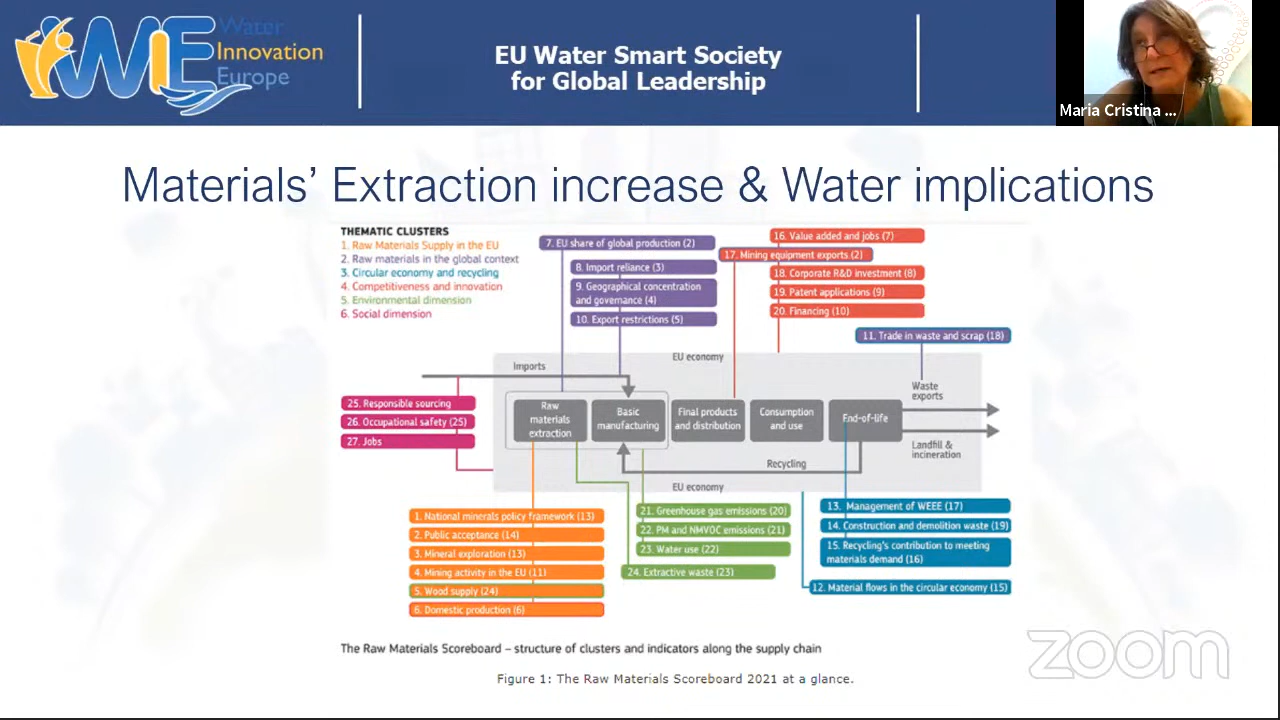 Water
Innovation
Europe
EU Water Smart Society
for Global Leadership
Maria Cristina ...
Materials' Extraction increase & Water implications
THEMATIC CLUSTERS
1. Raw Materials Supply in the EU
2. Raw materials in the global context
3. Circular economy and recycling
4. Competitiveness and innovation
5. Environmental dimension
6. Social dimension
7. EU share of global production (2)
8. Import reliance (3)
9. Geographical concentration
and governance (4)
10. Export restrictions (5)
16. Value added and jobs (7)
17. Mining equipment exports (2)
18. Corporate R&D investment (8)
19. Patent applications (9)
20. Financing (10)
11. Trade in waste and scrap (18)
EU economy
Imports
Waste
exports
25. Responsible sourcing
26. Occupational safety (25)
27. Jobs
Raw
materials
extraction
Basic
manufacturing
Final products
and distribution
Consumption
and use
End-of-life
Landfill &
incineration
Recycling
EU economy
1. National minerals policy framework (13)
2. Public acceptance (14)
3. Mineral exploration (13)
4. Mining activity in the EU (11)
5. Wood supply (24)
6. Domestic production (6)
21. Greenhouse gas emissions (20)
22. PM and NMVOC emissions (21)
23. Water use (22)
24. Extractive waste (23)
13. Management of WEEE (17)
14. Construction and demolition waste (19)
15. Recycling's contribution to meeting
materials demand (16)
12. Material flows in the circular economy (15)
The Raw Materials Scoreboard – structure of clusters and indicators along the supply chain
Figure 1: The Raw Materials Scoreboard 2021 at a glance.
zoom